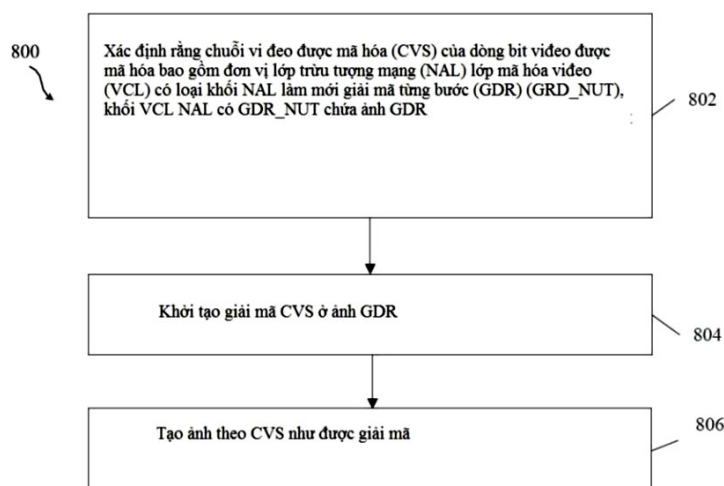 800
Xác định rằng chuỗi vi đeo được mã hóa (CVS) của dòng bit viđeo được
mã hóa bao gồm đơn vị lớp trừu tượng mạng (NAL) lớp mã hóa viđeo
(VCL) có loại khối NAL làm mới giải mã từng bước (GDR) (GRD_NUT),
khối VCL NAL có GDR_NUT chứa ảnh GDR
802
Khởi tạo giải mã CVS ở ảnh GDR
804
Tạo ảnh theo CVS như được giải mã
806